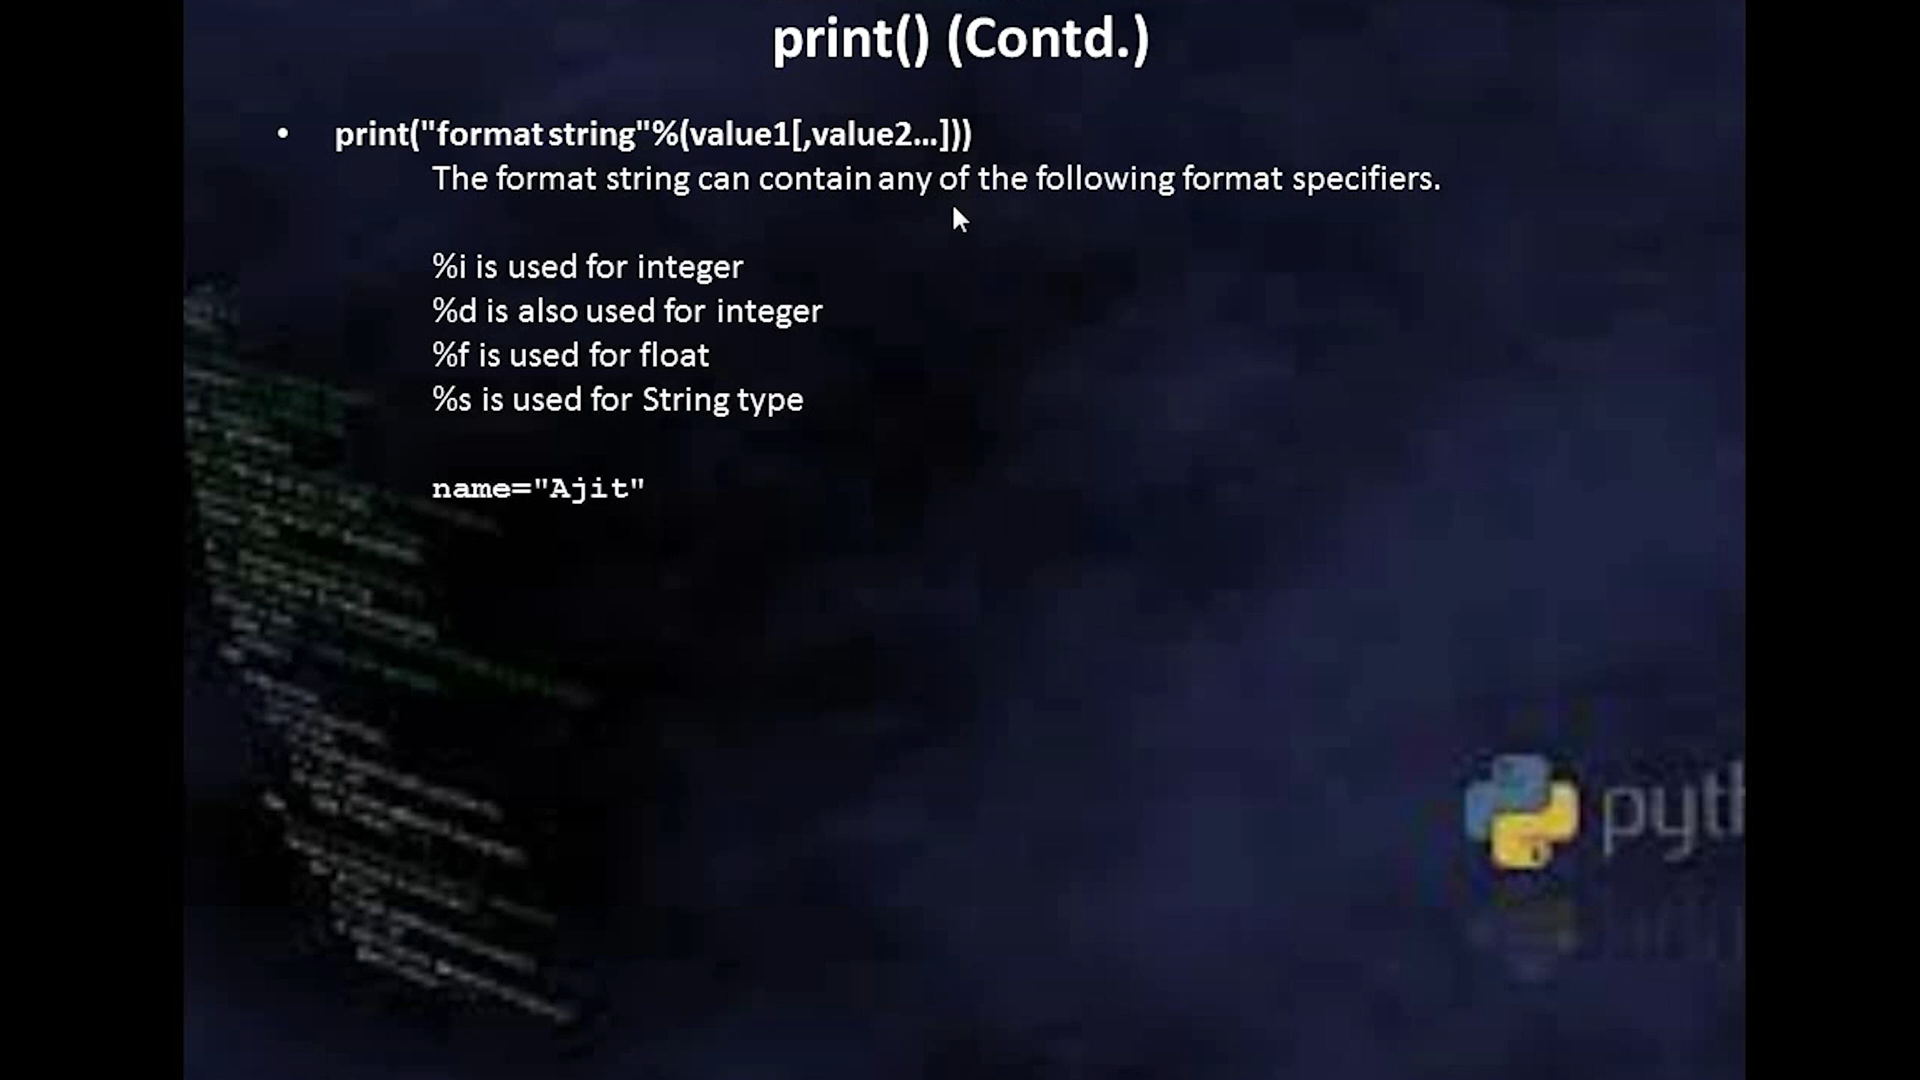 print() (Contd.)
• print("format string"%(value1[,value2...]))
The format string can contain any of the following format specifiers.
%i is used for integer
%d is also used for integer
%f is used for float
%s is used for String type
name="Ajit"
pyth